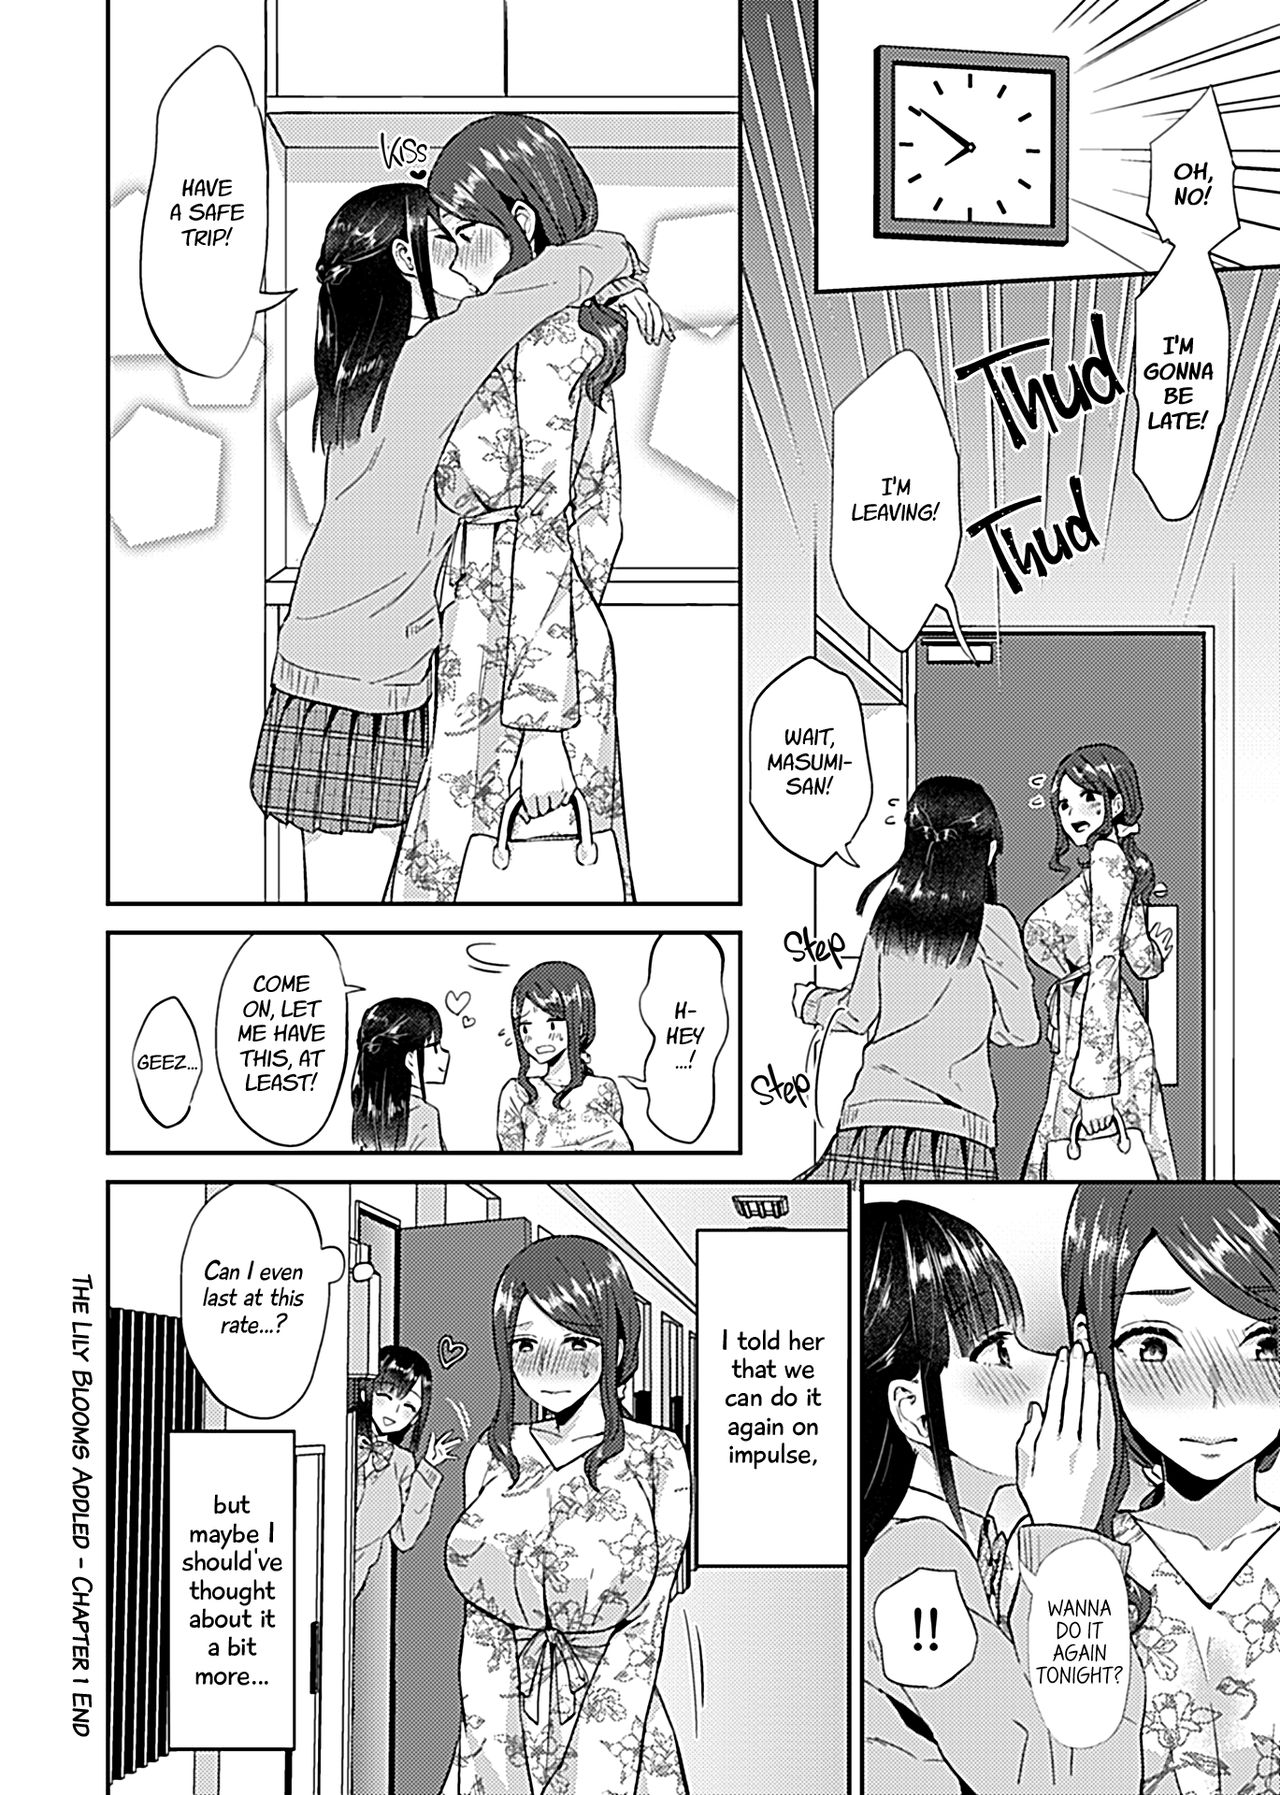 OH,
NO!
I'M
GONNA
BE
LATE!
Thud
Thud
I'M
LEAVING!
WAIT,
MASUMI-
SAN!
Step
Step
KISS
HAVE
A SAFE
TRIP!
H-
HEY
...!
COME
ON, LET
ME HAVE
THIS, AT
LEAST!
GEEZ...
WANNA
DO IT
AGAIN
TONIGHT?
!!
I told her
that we
can do it
again on
impulse,
Can I even
last at this
rate...?
but
maybe I
should've
thought
about it
a bit
more...
THE LILY BLOOMS ADDLED - CHAPTER 1 END